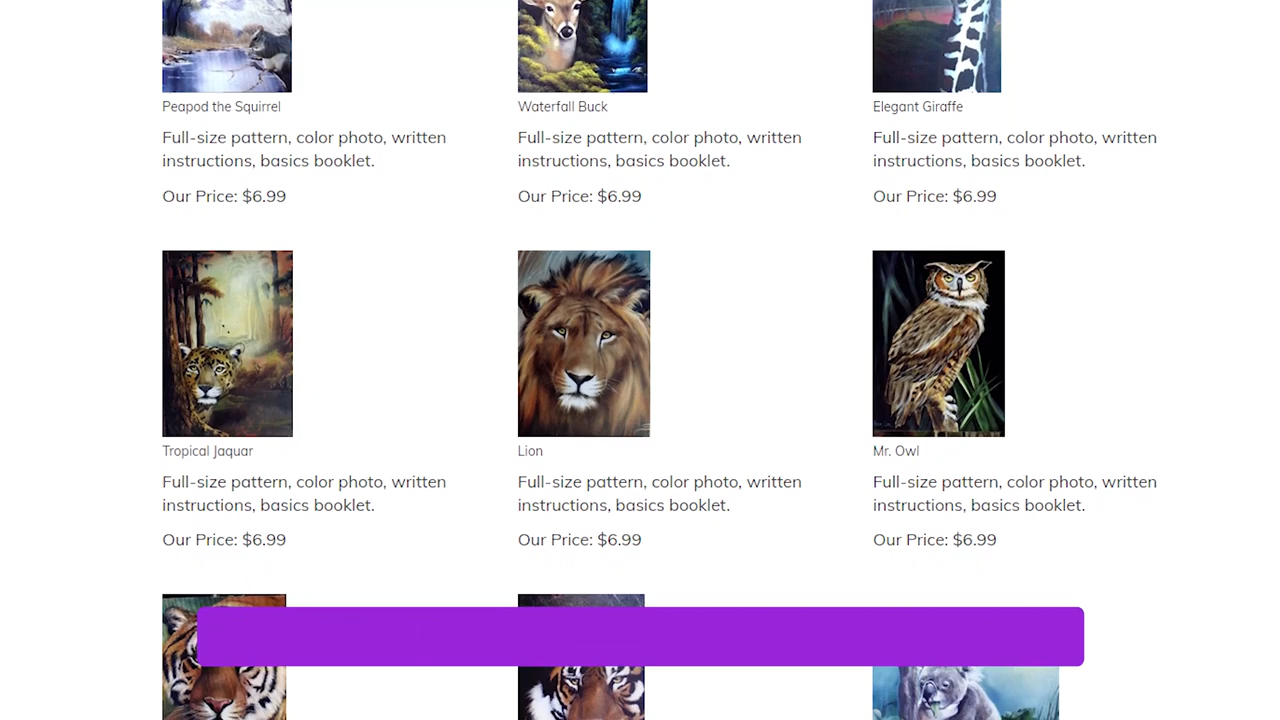 Peapod the Squirrel
Full-size pattern, color photo, written
instructions, basics booklet.
Our Price: $6.99
Waterfall Buck
Full-size pattern, color photo, written
instructions, basics booklet.
Our Price: $6.99
Elegant Giraffe
Full-size pattern, color photo, written
instructions, basics booklet.
Our Price: $6.99
Tropical Jaquar
Full-size pattern, color photo, written
instructions, basics booklet.
Our Price: $6.99
Lion
Full-size pattern, color photo, written
instructions, basics booklet.
Our Price: $6.99
Mr. Owl
Full-size pattern, color photo, written
instructions, basics booklet.
Our Price: $6.99